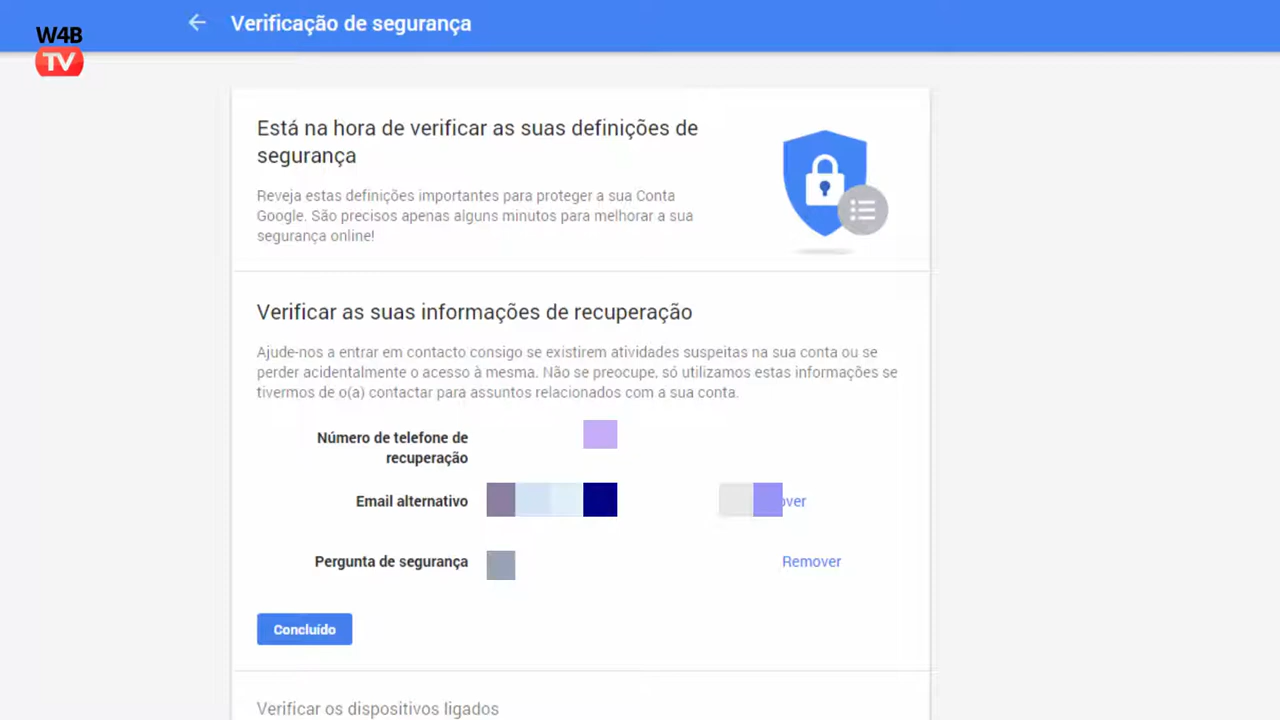 W4B
TV
Verificação de segurança
Está na hora de verificar as suas definições de
segurança
Reveja estas definições importantes para proteger a sua Conta
Google. São precisos apenas alguns minutos para melhorar a sua
segurança online!
Verificar as suas informações de recuperação
Ajude-nos a entrar em contacto consigo se existirem atividades suspeitas na sua conta ou se
perder acidentalmente o acesso à mesma. Não se preocupe, só utilizamos estas informações se
tivermos de o(a) contactar para assuntos relacionados com a sua conta.
Número de telefone de
recuperação
Email alternativo
Pergunta de segurança Remover
Concluído
Verificar os dispositivos ligados